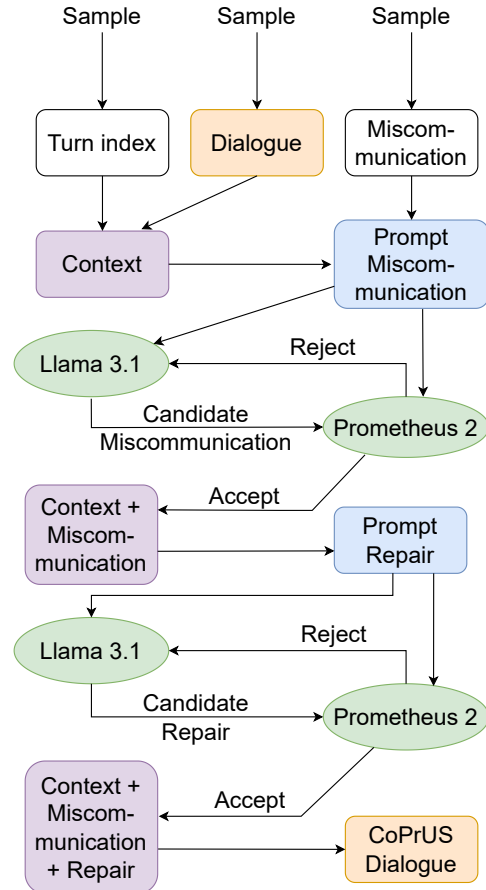 Sample
Sample
Sample
Turn index
Dialogue
Miscom-
munication
Context
Prompt
Miscom-
munication
Llama 3.1
Reject
Candidate
Miscommunication
Prometheus 2
Accept
Context +
Miscom-
munication
Prompt
Repair
Llama 3.1
Reject
Candidate
Repair
Prometheus 2
Accept
Context +
Miscom-
munication
+ Repair
CoPrUS
Dialogue